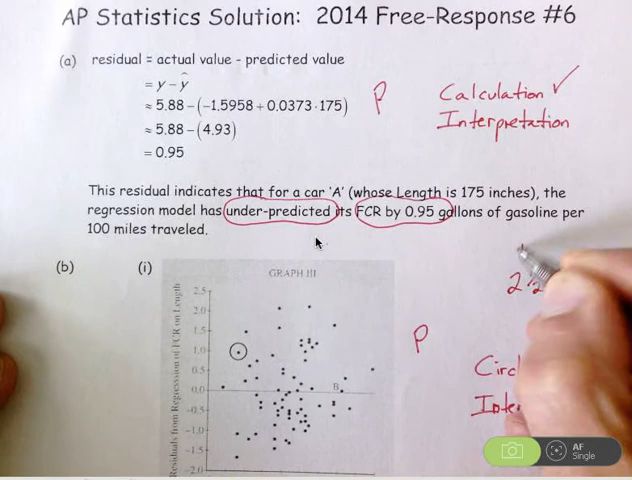 AP Statistics Solution: 2014 Free-Response #6
(a) residual = actual value - predicted value
= y - ŷ
≈ 5.88 - (-1.5958 + 0.0373·175)
≈ 5.88 - (4.93)
= 0.95
P
Calculation ✓
Interpretation
This residual indicates that for a car 'A' (whose Length is 175 inches), the
regression model has under-predicted its FCR by 0.95 gallons of gasoline per
100 miles traveled.
(b) (i)
GRAPH III
Residuals from Regression of FCR on Length
2.5
2.0
1.5
1.0
0.5
0.0
-0.5
-1.0
-1.5
-2.0
B
P
Circ
Inte
AF
Single